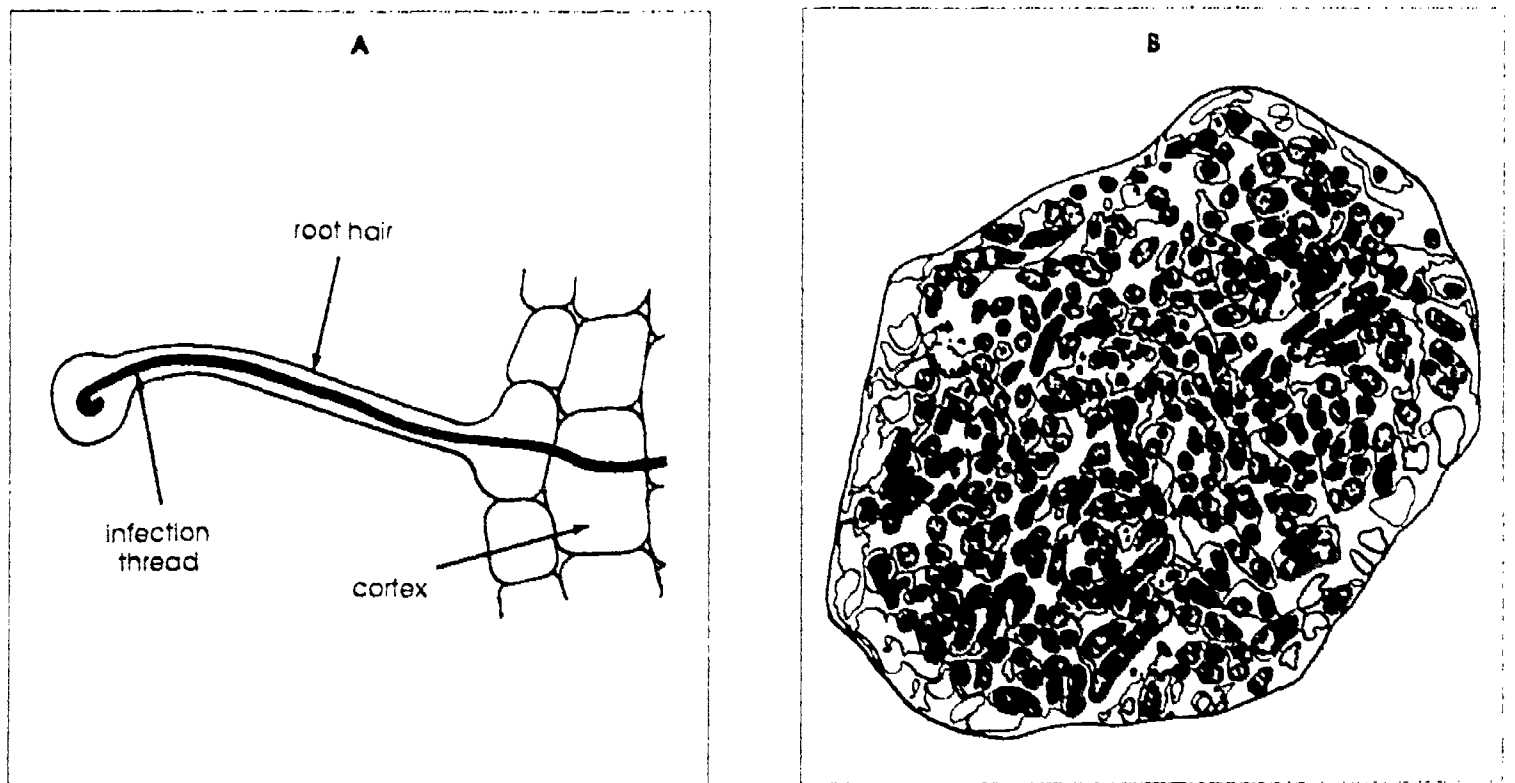 A
B
root hair
infection
thread
cortex